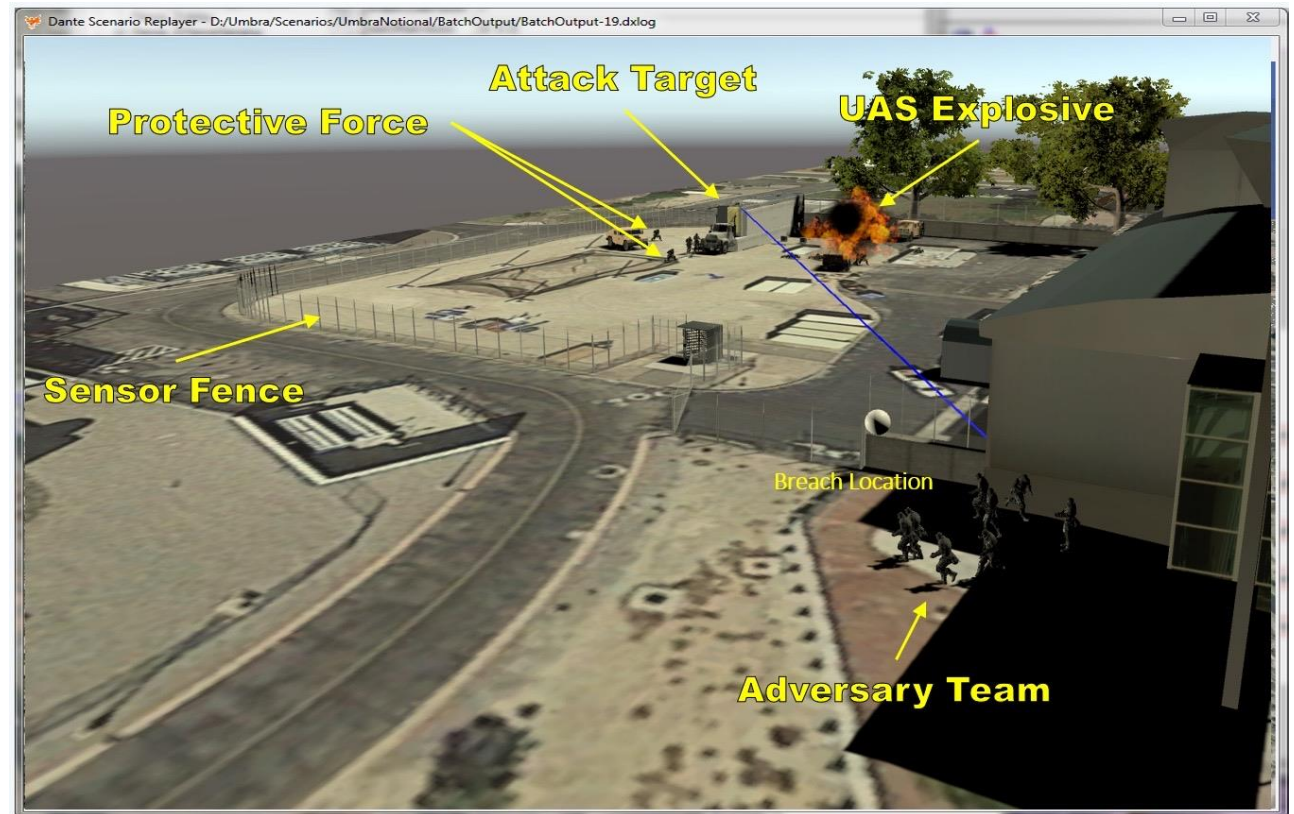 Dante Scenario Replayer - D:/Umbra/Scenarios/UmbraNotional/BatchOutput/BatchOutput-19.dxlog
Attack Target
UAS Explosive
Protective Force
Sensor Fence
Breach Location
Adversary Team